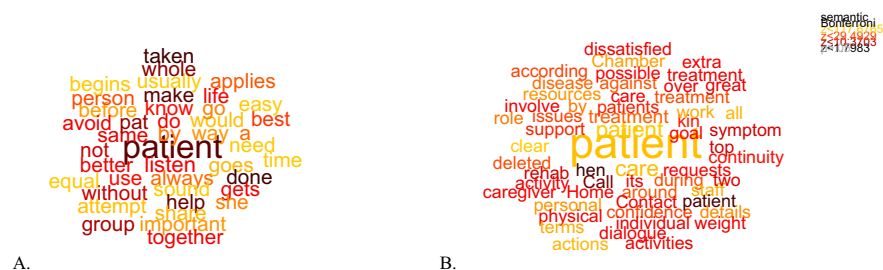 taken
whole
begins usually applies
person make life
before know go easy
avoid pat do would best
same by way a
not patient need
better listen goes time
equal use always done
without sound gets
attempt help she
share
group important
together
A.
dissatisfied
Chamber extra
according possible treatment
disease against over great
resources care treatment
involve by patients work all
role issues treatment kin
support patient goal symptom
clear patient top
deleted care continuity
rehab hen its requests
activity Call during two
caregiver Home around staff
personal Contact patient
physical confidence details
terms individual weight
dialogue
actions activities
B.
semantic
Bonferroni
z<29.4929
z<10.3703